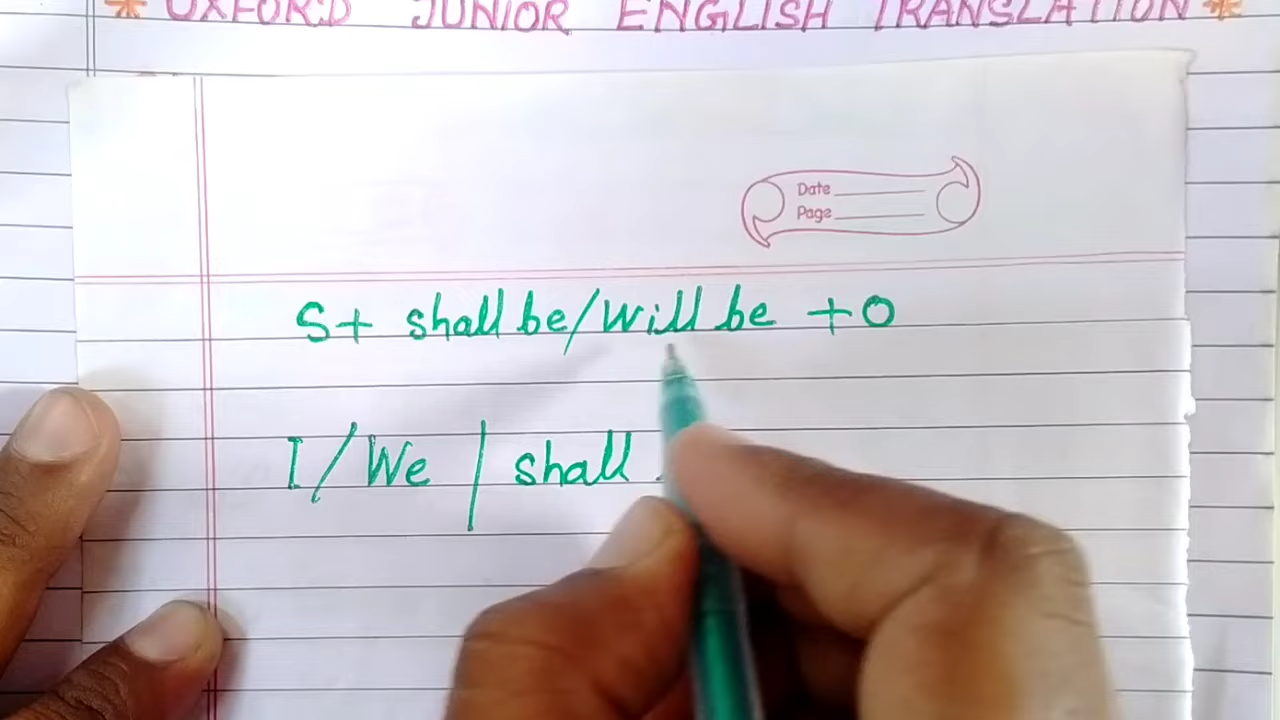 * OXFORD JUNIOR ENGLISH TRANSLATION *
Date
Page
S+ shall be/will be +O
I/We | shall